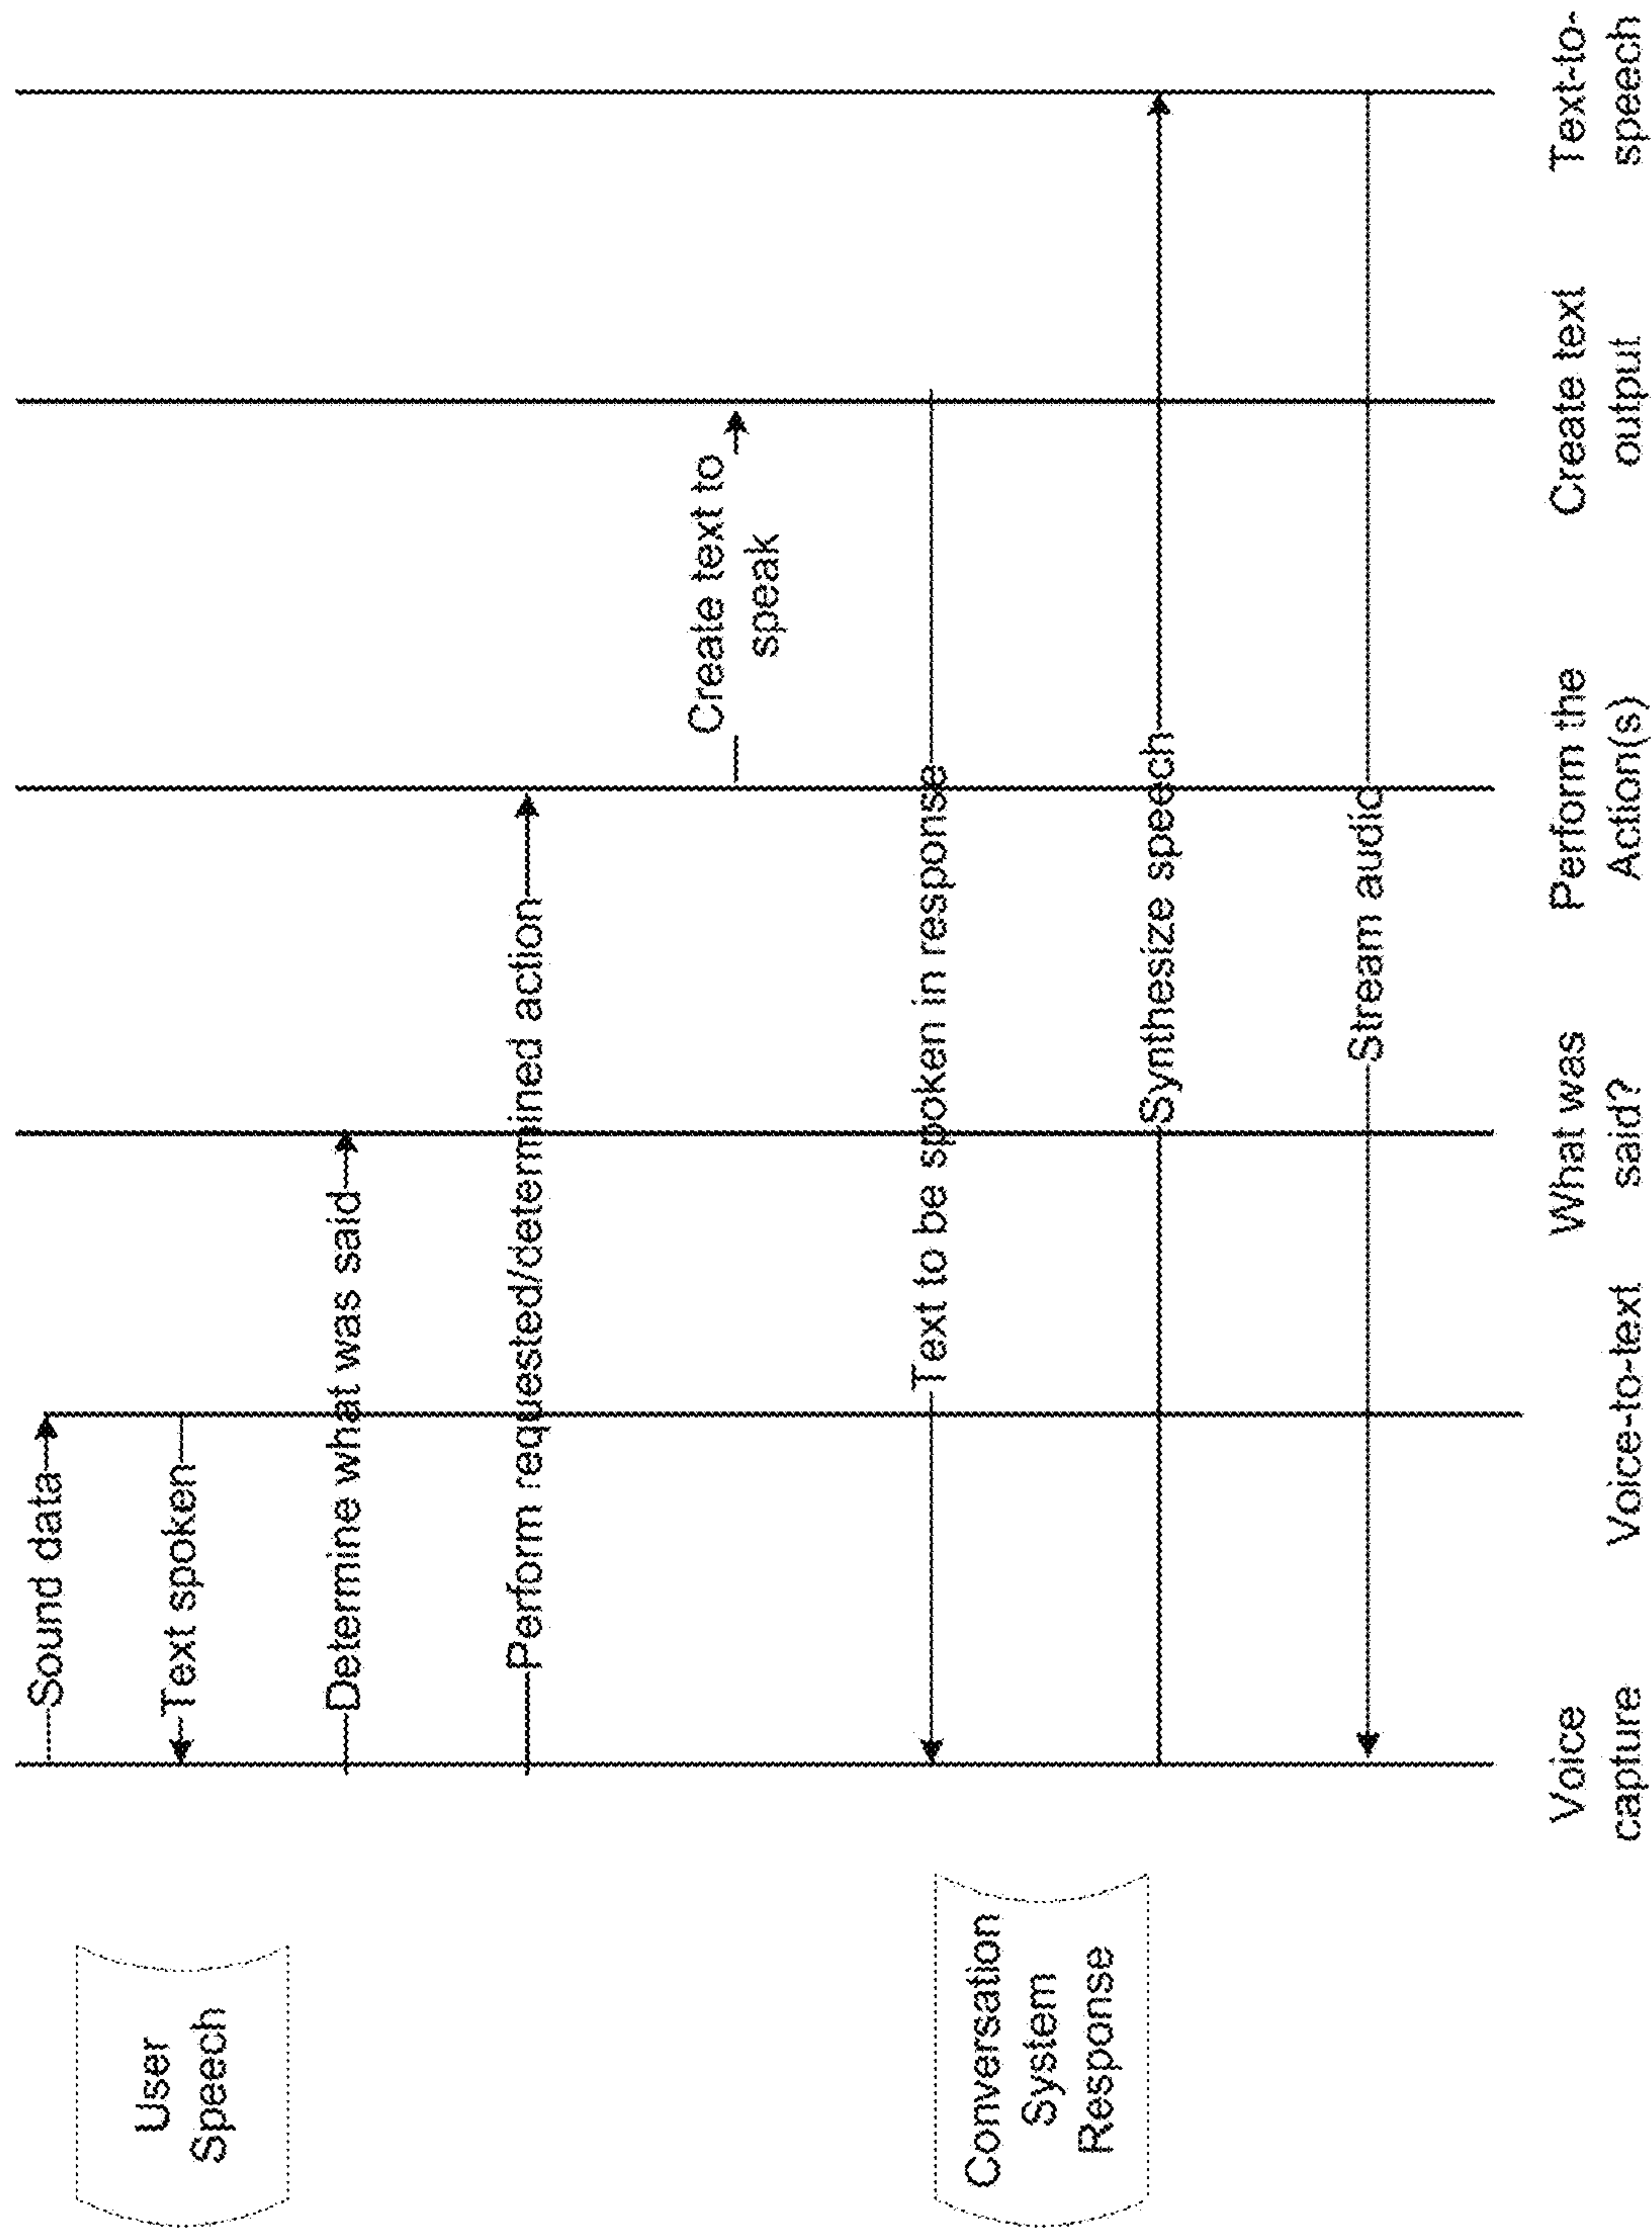 User
Speech
Sound data
Text spoken
Determine what was said
Perform requested/determined action
Create text to
speak
Conversation
System
Response
Text to be spoken in response
Synthesize speech
Stream audio
Voice
capture
Voice-to-text
What was
said?
Perform the
Action(s)
Create text
output
Text-to-
speech